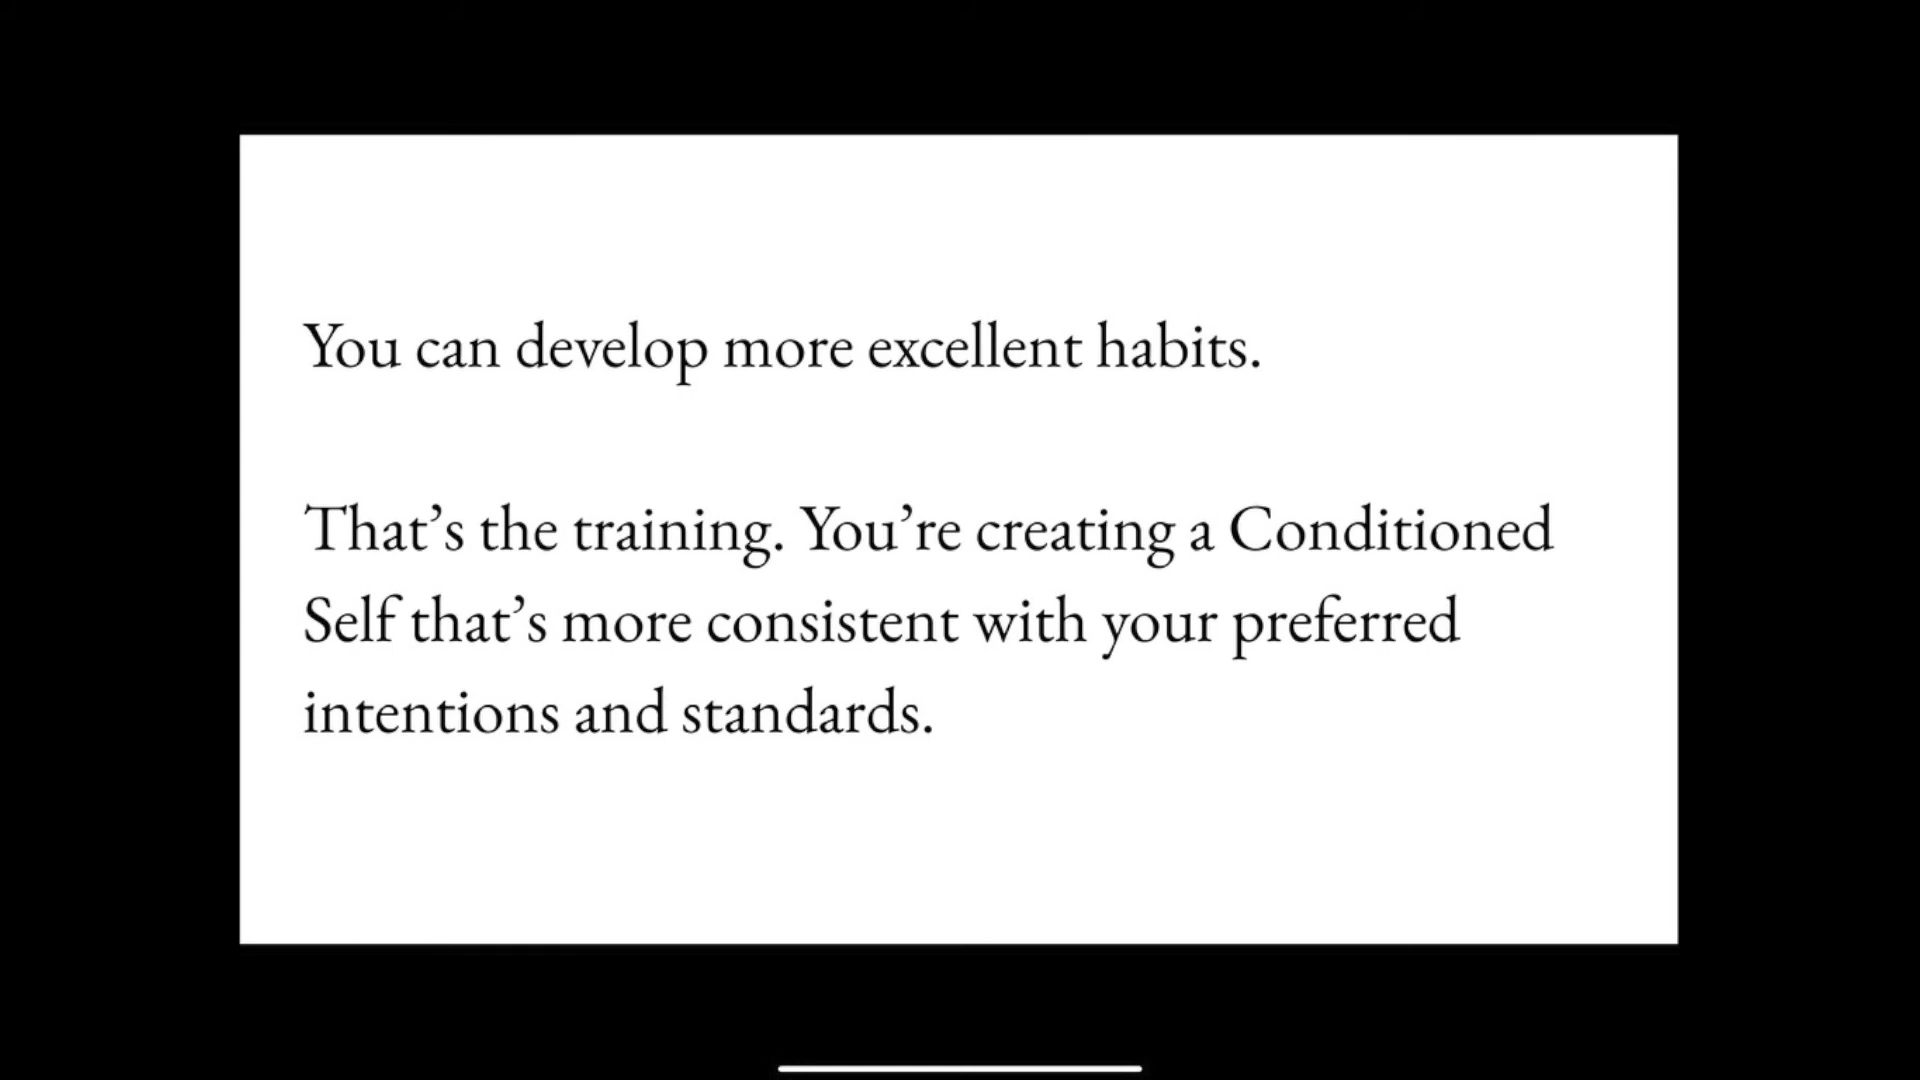 You can develop more excellent habits.
That’s the training. You’re creating a Conditioned
Self that’s more consistent with your preferred
intentions and standards.